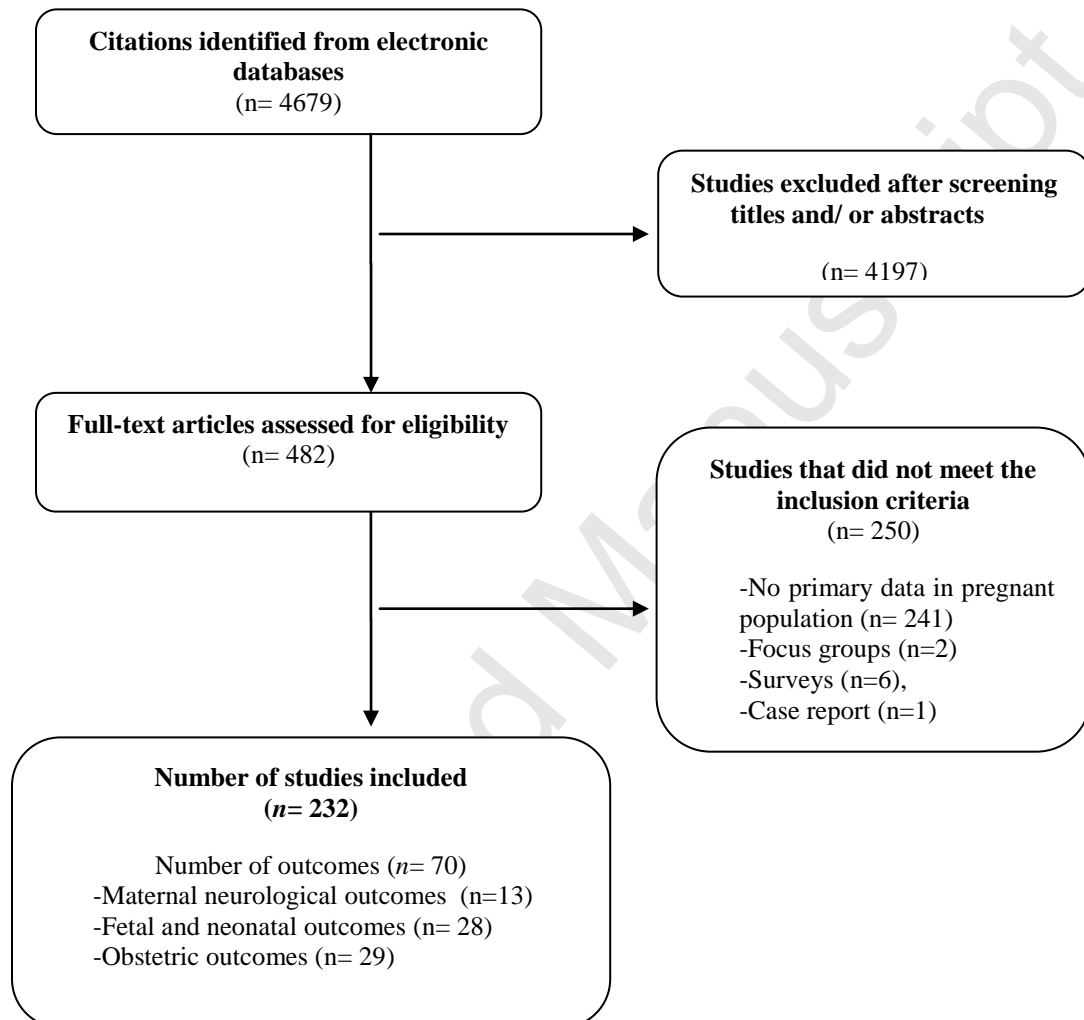 Citations identified from electronic
databases
(n= 4679)
Studies excluded after screening
titles and/ or abstracts
(n= 4197)
Full-text articles assessed for eligibility
(n= 482)
Studies that did not meet the
inclusion criteria
(n= 250)
-No primary data in pregnant
population (n= 241)
-Focus groups (n=2)
-Surveys (n=6),
-Case report (n=1)
Number of studies included
(n= 232)
Number of outcomes (n= 70)
-Maternal neurological outcomes (n=13)
-Fetal and neonatal outcomes (n= 28)
-Obstetric outcomes (n= 29)